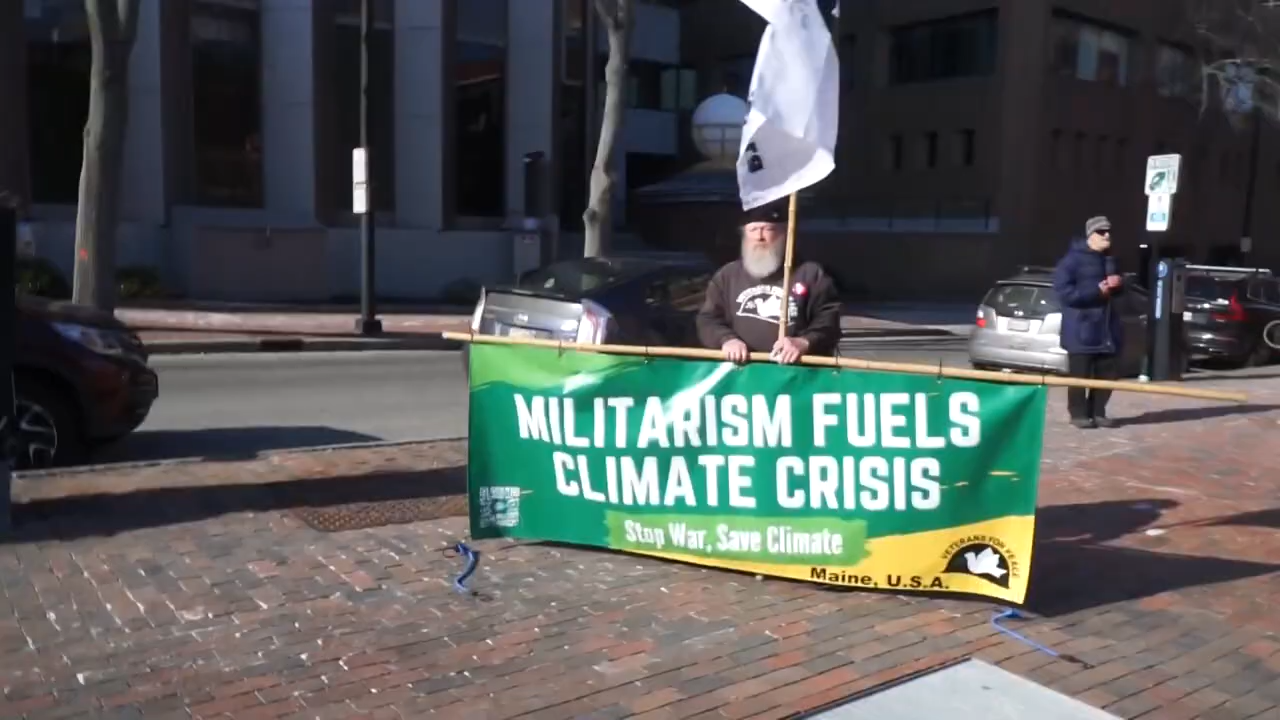 MILITARISM FUELS
CLIMATE CRISIS
Stop War, Save Climate
Maine, U.S.A.
VETERANS FOR PEACE